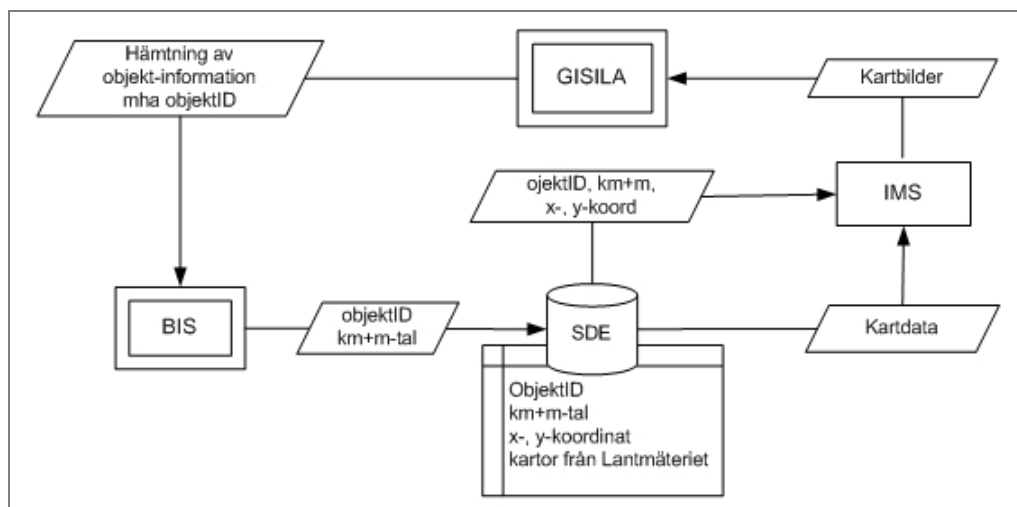 Hämtning av
objekt-information
mha objektID
GISILA
Kartbilder
ojektID, km+m,
x-, y-koord
IMS
BIS
objektID
km+m-tal
SDE
Kartdata
ObjektID
km+m-tal
x-, y-koordinat
kartor från Lantmäteriet